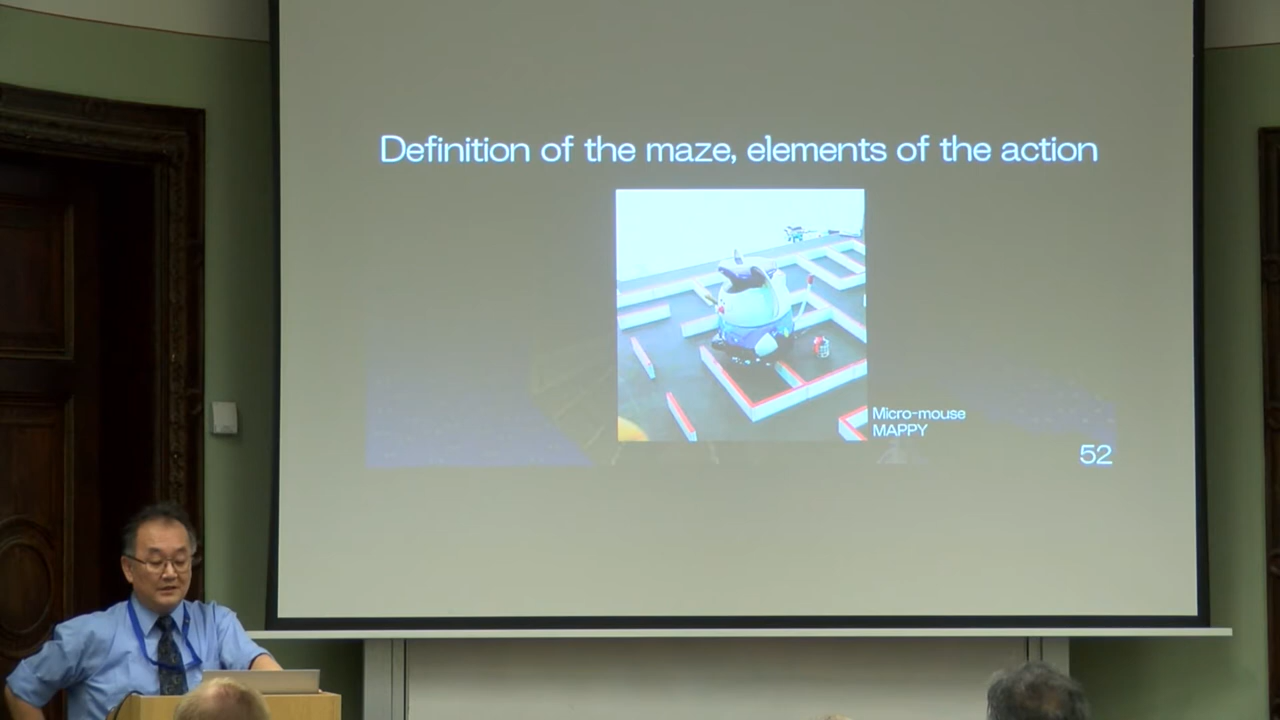 Definition of the maze, elements of the action
Micro-mouse
MAPPY
52